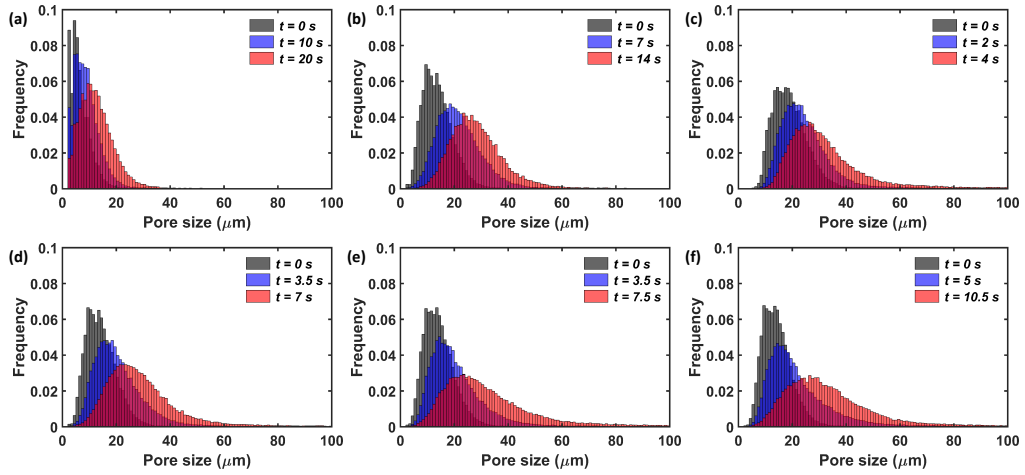 (a)
0.1
0.08
0.06
0.04
0.02
0
Frequency
t = 0 s
t = 10 s
t = 20 s
0 20 40 60 80 100
Pore size (μm)
(b)
0.1
0.08
0.06
0.04
0.02
0
Frequency
t = 0 s
t = 7 s
t = 14 s
0 20 40 60 80 100
Pore size (μm)
(c)
0.1
0.08
0.06
0.04
0.02
0
Frequency
t = 0 s
t = 2 s
t = 4 s
0 20 40 60 80 100
Pore size (μm)
(d)
0.1
0.08
0.06
0.04
0.02
0
Frequency
t = 0 s
t = 3.5 s
t = 7 s
0 20 40 60 80 100
Pore size (μm)
(e)
0.1
0.08
0.06
0.04
0.02
0
Frequency
t = 0 s
t = 3.5 s
t = 7.5 s
0 20 40 60 80 100
Pore size (μm)
(f)
0.1
0.08
0.06
0.04
0.02
0
Frequency
t = 0 s
t = 5 s
t = 10.5 s
0 20 40 60 80 100
Pore size (μm)